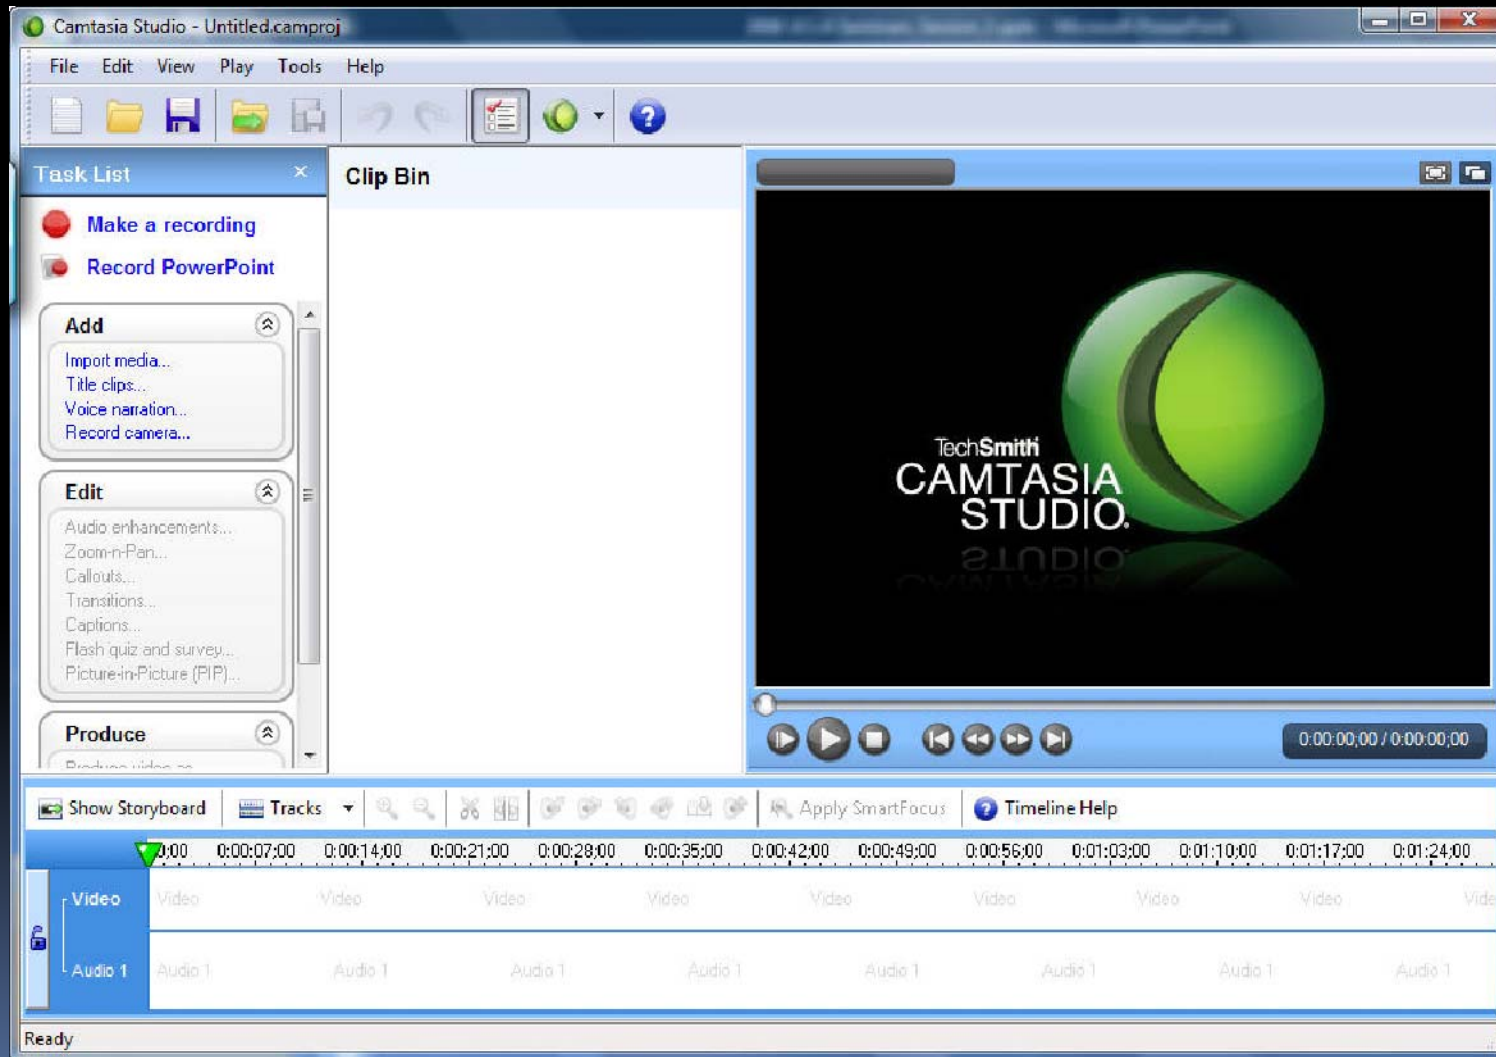 Camtasia Studio - Untitled.camproj
File Edit View Play Tools Help
Task List
Clip Bin
Make a recording
Record PowerPoint
Add
Import media...
Title clips...
Voice narration...
Record camera...
Edit
Audio enhancements...
Zoom-n-Pan...
Callouts...
Transitions...
Captions...
Flash quiz and survey...
Picture-in-Picture (PIP)...
Produce
TechSmith
CAMTASIA
STUDIO
0:00:00;00 / 0:00:00;00
Show Storyboard Tracks Apply SmartFocus Timeline Help
0:00:07;00 0:00:14;00 0:00:21;00 0:00:28;00 0:00:35;00 0:00:42;00 0:00:49;00 0:00:56;00 0:01:03;00 0:01:10;00 0:01:17;00 0:01:24;00
Video Video Video Video Video Video Video Video Video
Audio 1 Audio 1 Audio 1 Audio 1 Audio 1 Audio 1 Audio 1 Audio 1 Audio 1
Ready